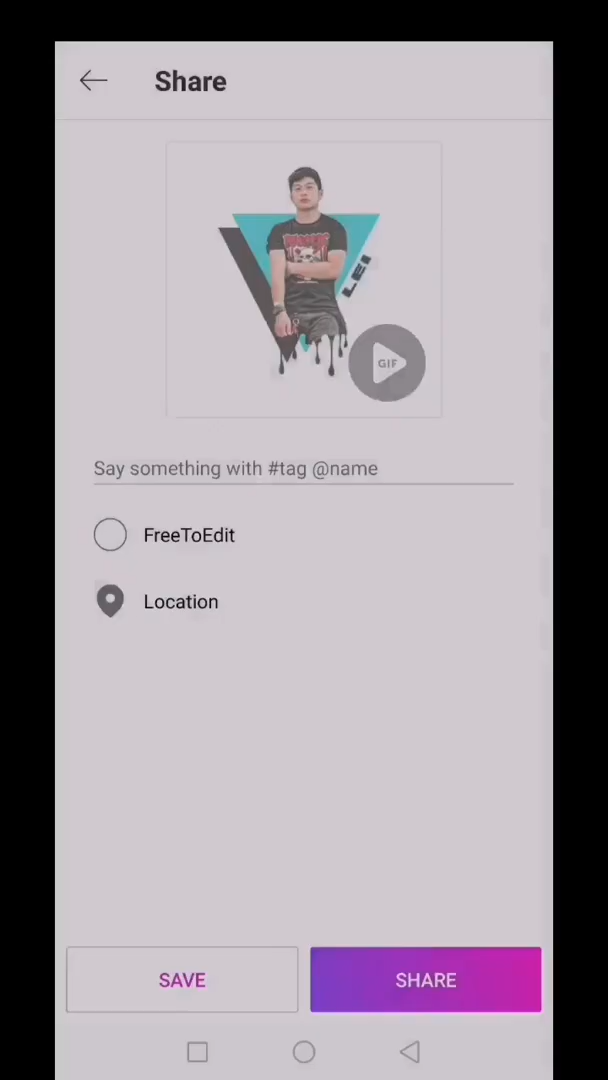 Share
LEI
GIF
Say something with #tag @name
FreeToEdit
Location
SAVE
SHARE